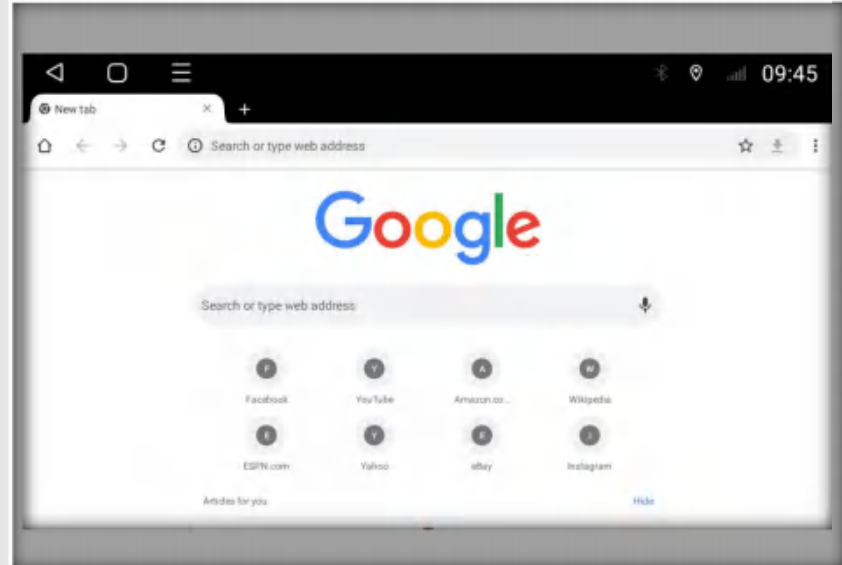 09:45
New tab
Search or type web address
Google
Search or type web address
F Y A W
Facebook YouTube Amazon.co... Wikipedia
E Y E
ESPN.com Yahoo eBay Instagram
Articles for you Hide